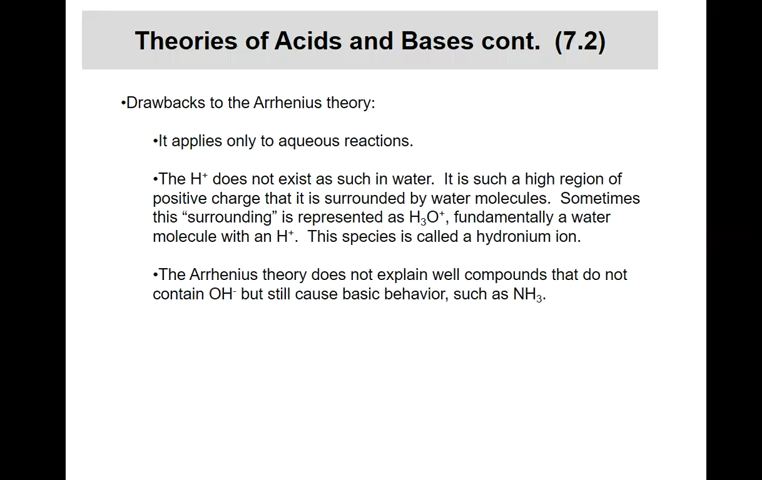 Theories of Acids and Bases cont.  (7.2)
•Drawbacks to the Arrhenius theory:
•It applies only to aqueous reactions.
•The H⁺ does not exist as such in water.  It is such a high region of
positive charge that it is surrounded by water molecules.  Sometimes
this “surrounding” is represented as H₃O⁺, fundamentally a water
molecule with an H⁺.  This species is called a hydronium ion.
•The Arrhenius theory does not explain well compounds that do not
contain OH⁻ but still cause basic behavior, such as NH₃.